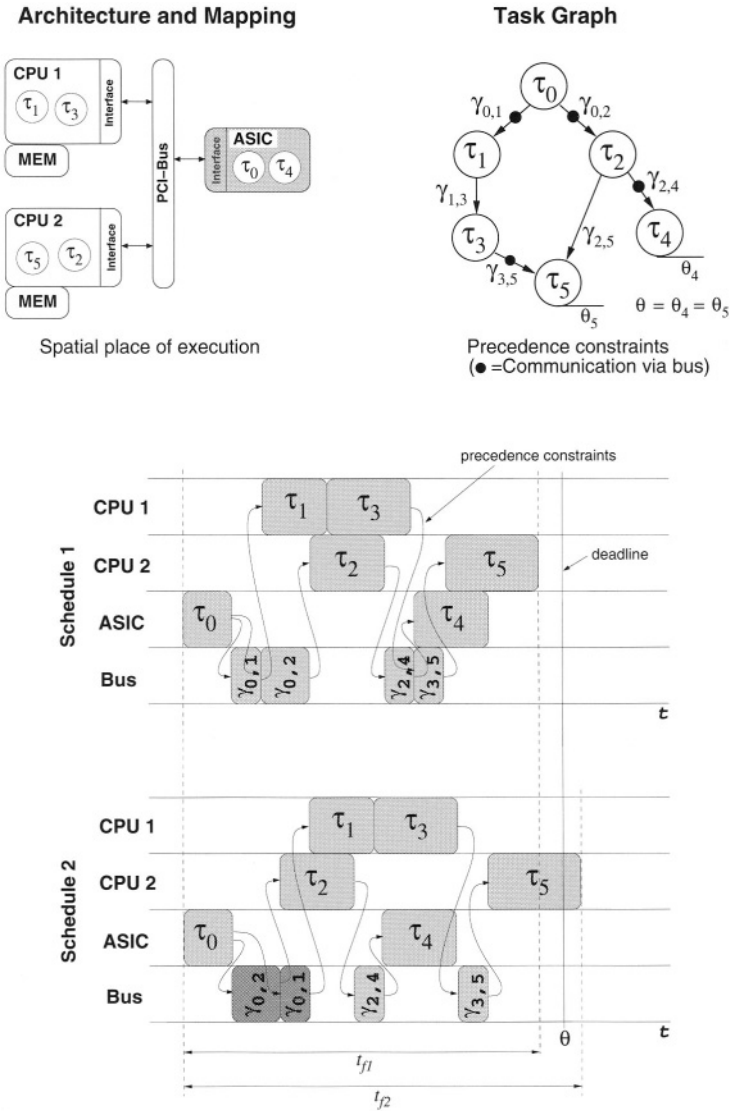 Architecture and Mapping
Task Graph
CPU 1
τ1 τ3
Interface
MEM
CPU 2
τ5 τ2
Interface
MEM
PCI–Bus
Interface
ASIC
τ0 τ4
Spatial place of execution
τ0
γ0,1 γ0,2
τ1 τ2
γ1,3 γ2,4
τ3 γ2,5 τ4
γ3,5 θ4
τ5
θ5
θ = θ4 = θ5
Precedence constraints
(● =Communication via bus)
precedence constraints
deadline
Schedule 1
CPU 1
τ1 τ3
CPU 2
τ2 τ5
ASIC
τ0 τ4
Bus
γ0,1 γ0,2 γ2,4 γ3,5
t
Schedule 2
CPU 1
τ1 τ3
CPU 2
τ2 τ5
ASIC
τ0 τ4
Bus
γ0,2 γ0,1 γ2,4 γ3,5
θ t
tf1
tf2